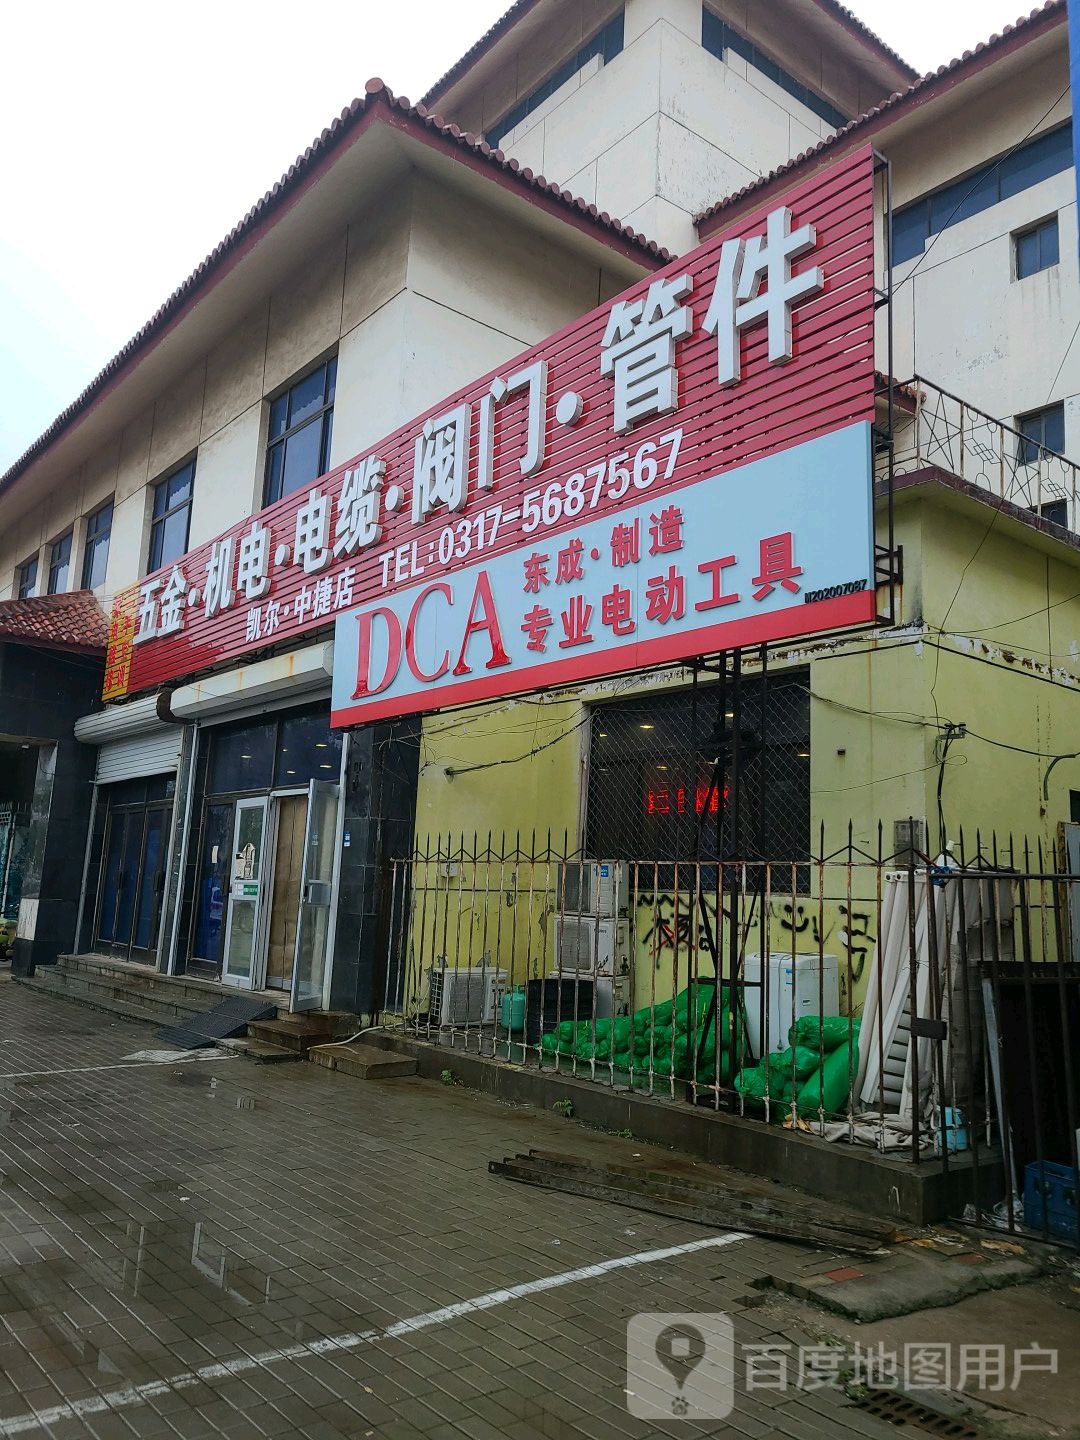 五金·机电·电缆·阀门·管件
凯尔·中捷店 TEL:0317-5687567
DCA 东成·制造
专业电动工具
M202007087
百度地图用户